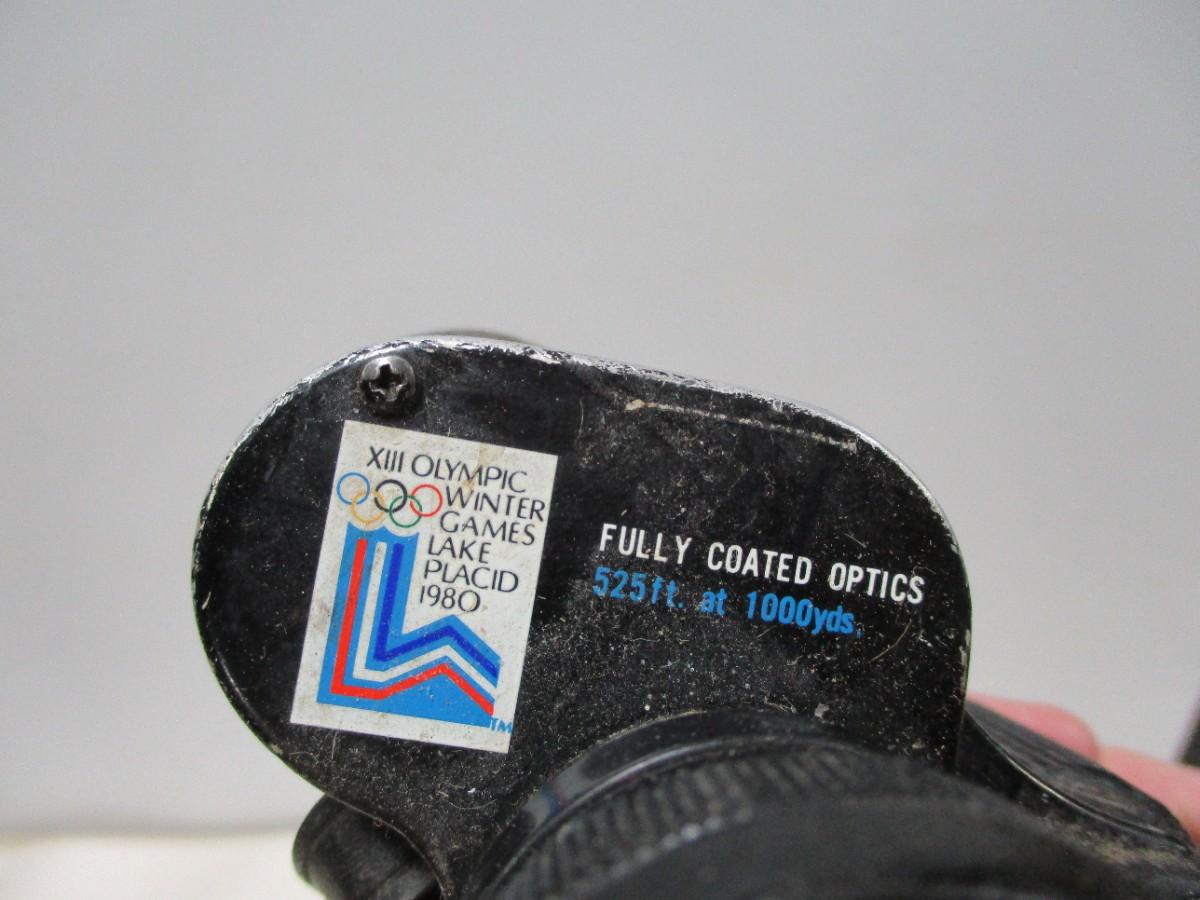 XIII OLYMPIC
WINTER
GAMES
LAKE
PLACID
1980
TM
FULLY COATED OPTICS
525ft. at 1000yds.